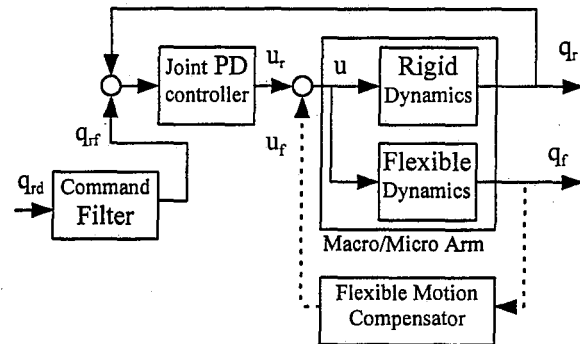 Joint PD
controller
u_r
u
Rigid
Dynamics
q_r
q_rf
u_f
Flexible
Dynamics
q_f
q_rd
Command
Filter
Macro/Micro Arm
Flexible Motion
Compensator